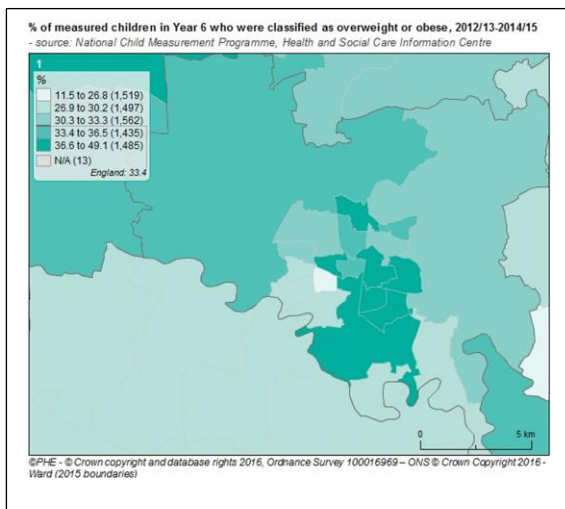 % of measured children in Year 6 who were classified as overweight or obese, 2012/13-2014/15
- source: National Child Measurement Programme, Health and Social Care Information Centre
1
%
11.5 to 26.8 (1,519)
26.9 to 30.2 (1,497)
30.3 to 33.3 (1,562)
33.4 to 36.5 (1,435)
36.6 to 49.1 (1,485)
N/A (13)
England: 33.4
0 5 km
©PHE - © Crown copyright and database rights 2016, Ordnance Survey 100016969 – ONS © Crown Copyright 2016 -
Ward (2015 boundaries)